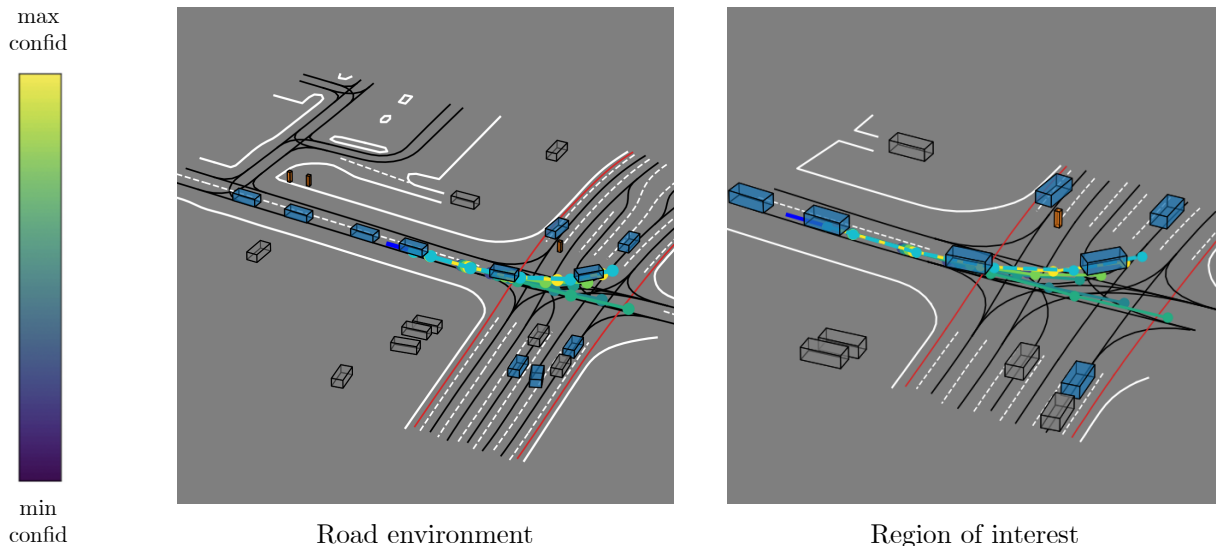 max
confid
min
confid
Road environment
Region of interest